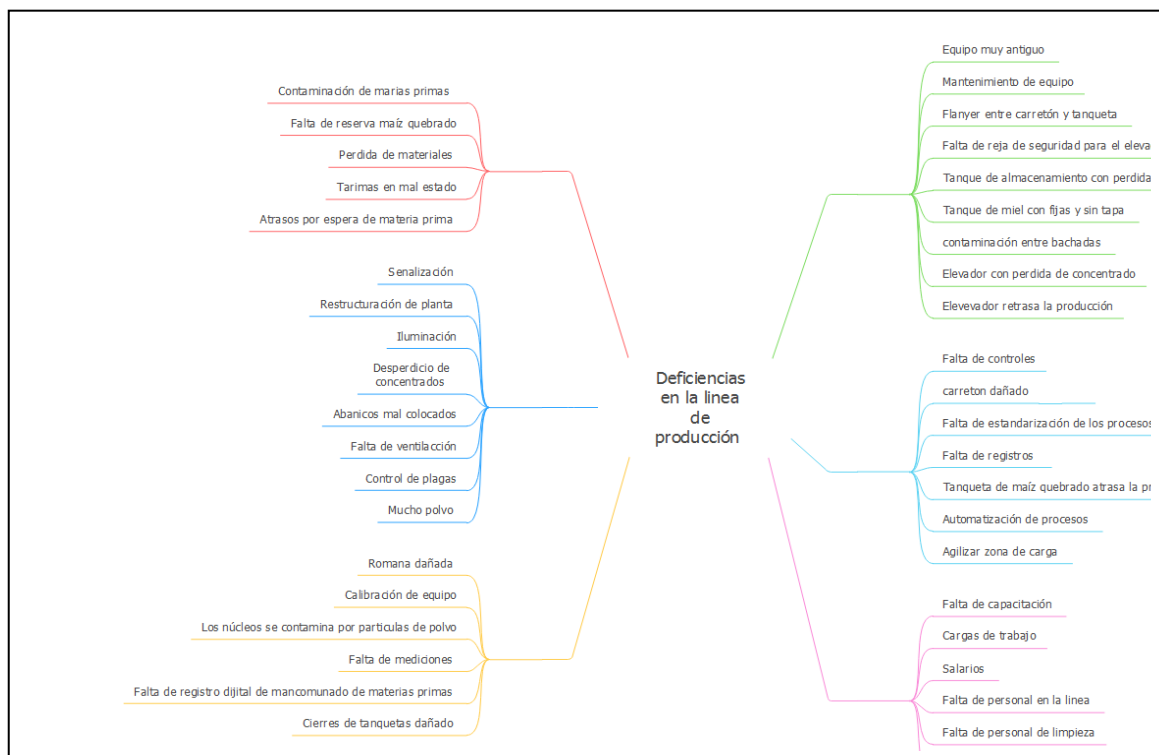 Contaminación de marias primas
Falta de reserva maíz quebrado
Perdida de materiales
Tarimas en mal estado
Atrasos por espera de materia prima
Senalización
Restructuración de planta
Iluminación
Desperdicio de
concentrados
Abanicos mal colocados
Falta de ventilacción
Control de plagas
Mucho polvo
Romana dañada
Calibración de equipo
Los núcleos se contamina por particulas de polvo
Falta de mediciones
Falta de registro dijital de mancomunado de materias primas
Cierres de tanquetas dañado
Deficiencias
en la linea
de
producción
Equipo muy antiguo
Mantenimiento de equipo
Flanyer entre carretón y tanqueta
Falta de reja de seguridad para el eleva
Tanque de almacenamiento con perdida
Tanque de miel con fijas y sin tapa
contaminación entre bachadas
Elevador con perdida de concentrado
Elevevador retrasa la producción
Falta de controles
carreton dañado
Falta de estandarización de los procesos
Falta de registros
Tanqueta de maíz quebrado atrasa la pr
Automatización de procesos
Agilizar zona de carga
Falta de capacitación
Cargas de trabajo
Salarios
Falta de personal en la linea
Falta de personal de limpieza